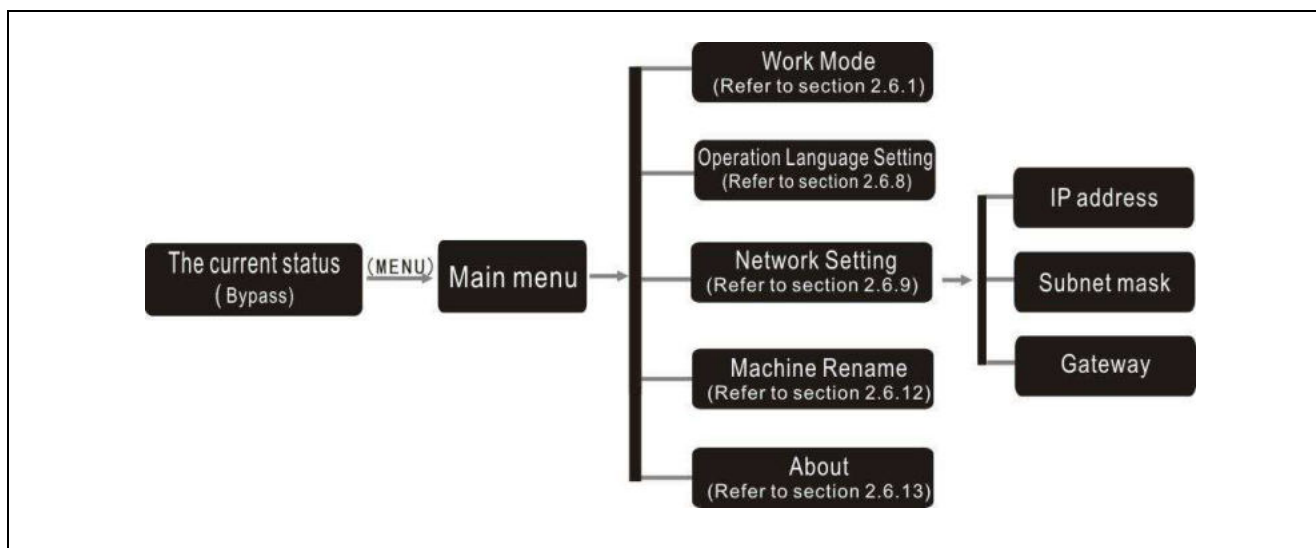 The current status
( Bypass)
(MENU)
Main menu
Work Mode
(Refer to section 2.6.1)
Operation Language Setting
(Refer to section 2.6.8)
Network Setting
(Refer to section 2.6.9)
Machine Rename
(Refer to section 2.6.12)
About
(Refer to section 2.6.13)
IP address
Subnet mask
Gateway